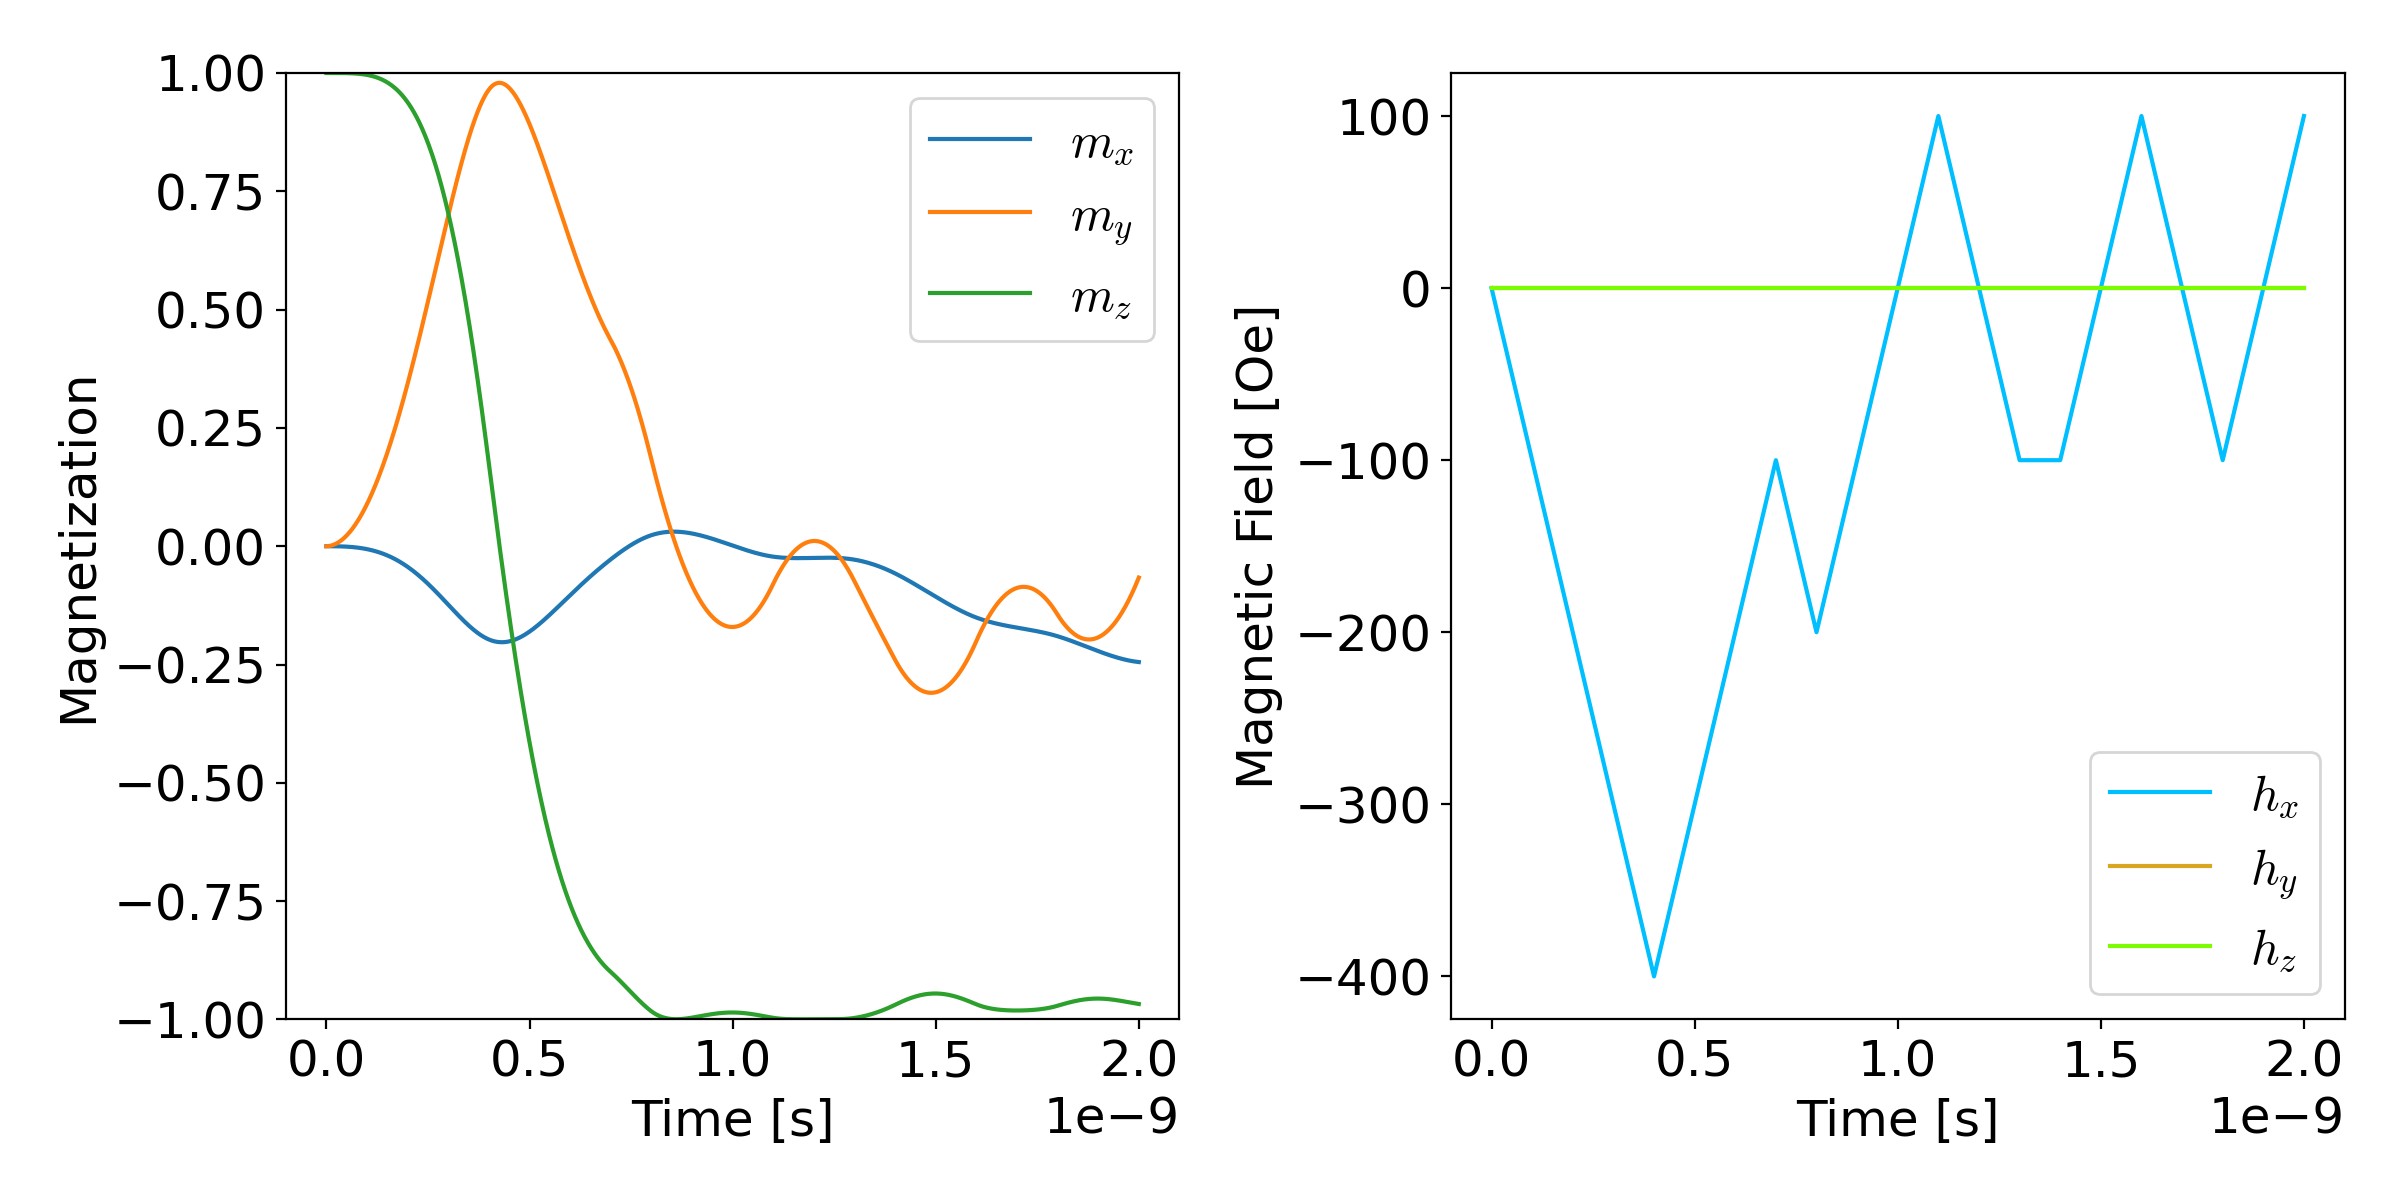 Magnetization
1.00
0.75
0.50
0.25
0.00
−0.25
−0.50
−0.75
−1.00
0.0 0.5 1.0 1.5 2.0
Time [s]
1e−9
m_x
m_y
m_z
Magnetic Field [Oe]
100
0
−100
−200
−300
−400
0.0 0.5 1.0 1.5 2.0
Time [s]
1e−9
h_x
h_y
h_z